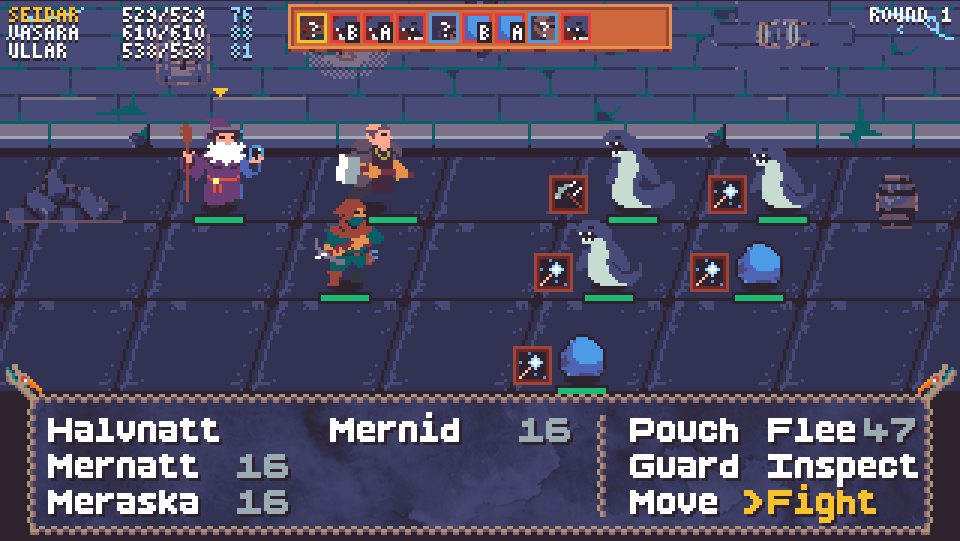 SEIDAR 523/523 76
VASARA 610/610 88
ULLAR 538/538 81
? B A ? B A ?
ROUND 1
Halvnatt Mernid 16
Mernatt 16
Meraska 16
Pouch Flee 47
Guard Inspect
Move >Fight